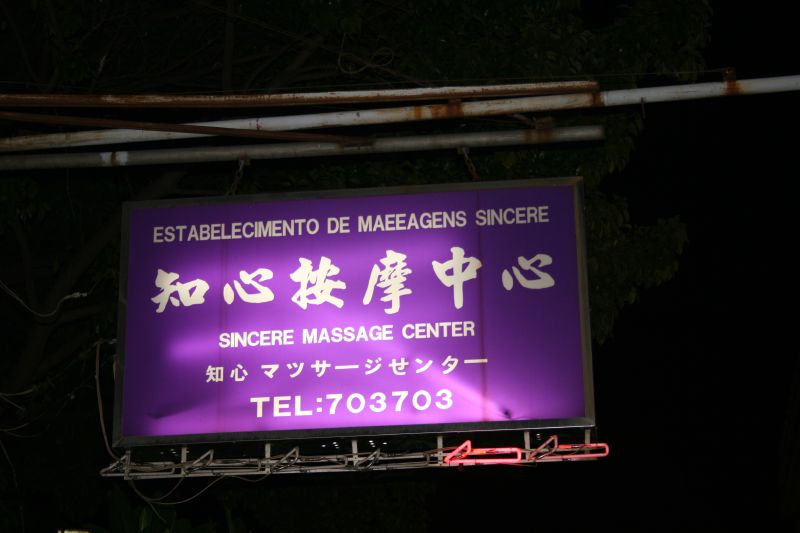 ESTABELECIMENTO DE MAEEAGENS SINCERE
知心按摩中心
SINCERE MASSAGE CENTER
知心 マツサージセンター
TEL:703703